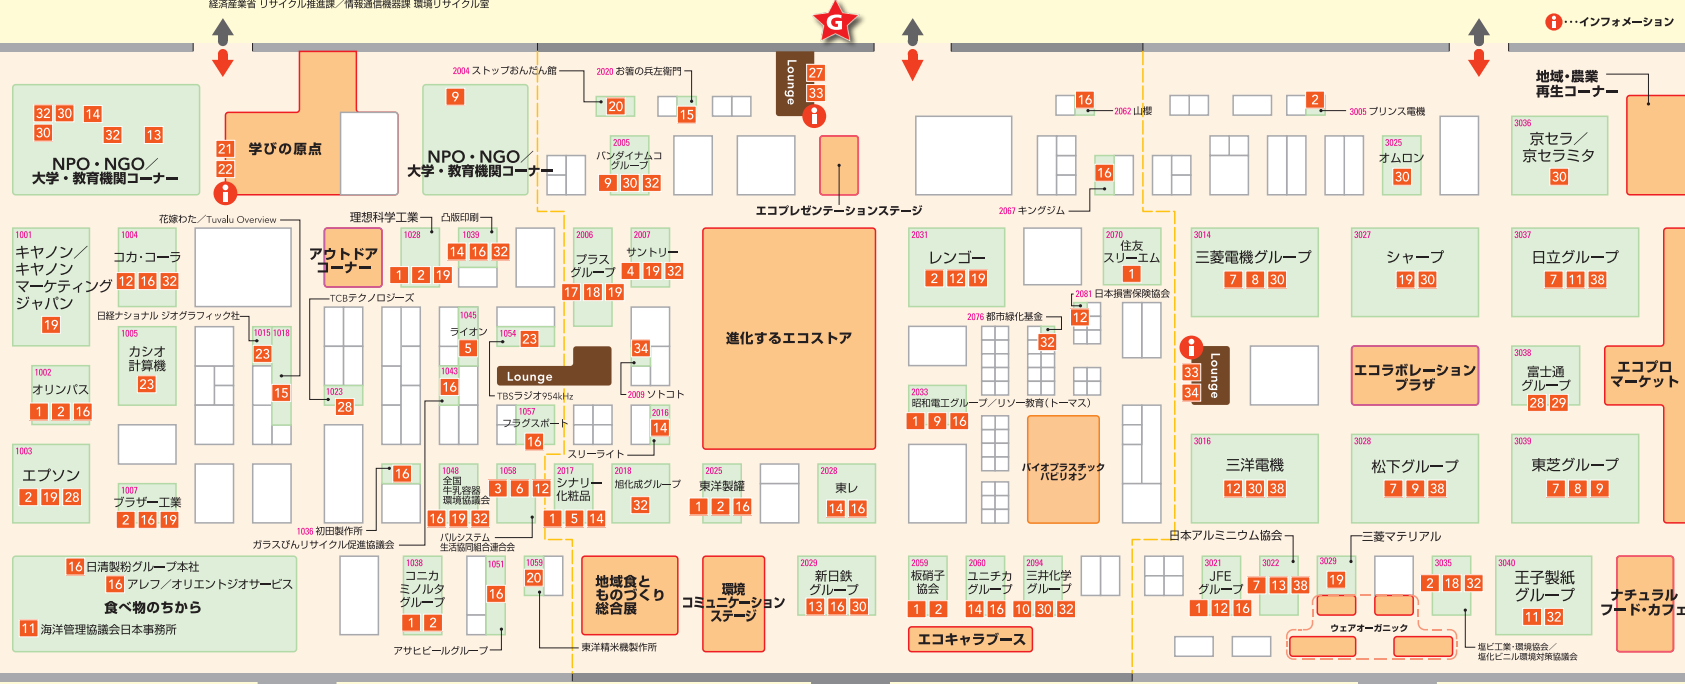 経済産業省 リサイクル推進課／情報通信機器課 環境リサイクル室
G
i・・・インフォメーション
2004 ストップおんだん館
20
2020 お箸の兵左衛門
15
Lounge
27
33
i
16
2062 山櫻
2
3005 プリンス電機
地域・農業
再生コーナー
32 30 14
30 32 13
NPO・NGO／
大学・教育機関コーナー
21
22
i
学びの原点
9
NPO・NGO／
大学・教育機関コーナー
2005
バンダイナムコ
グループ
9 30 32
エコプレゼンテーションステージ
16
2067 キングジム
3025
オムロン
30
3036
京セラ／
京セラミタ
30
花嫁わた／Tuvalu Overview
理想科学工業
凸版印刷
1001
キヤノン／
キヤノン
マーケティング
ジャパン
19
1004
コカ・コーラ
12 16 32
アウトドア
コーナー
1028
1 2 19
1039
14 16 32
2006
プラス
グループ
17 18 19
2007
サントリー
4 19 32
進化するエコストア
2031
レンゴー
2 12 19
2070
住友
スリーエム
1
3014
三菱電機グループ
7 8 30
3027
シャープ
19 30
3037
日立グループ
7 11 38
TCBテクノロジーズ
日経ナショナル ジオグラフィック社
1005
カシオ
計算機
23
1015
23
1018
15
1002
オリンパス
1 2 16
1023
28
1045
ライオン
5
1043
16
1054
23
Lounge
TBSラジオ954kHz
34
2009 ソトコト
1057
フラグスポート
16
2016
14
スリーライト
2081 日本損害保険協会
12
2076 都市緑化基金
32
2033
昭和電工グループ／リソー教育(トーマス)
1 9 16
i
33
34
Lounge
エコラボレーション
プラザ
3038
富士通
グループ
28 29
エコプロ
マーケット
1003
エプソン
2 19 28
1007
ブラザー工業
2 16 19
16
1036 初田製作所
ガラスびんリサイクル促進協議会
1048
全国
牛乳容器
環境協議会
16 19 32
1058
3 6 12
パルシステム
生活協同組合連合会
2017
シナリー
化粧品
1 5 14
2018
旭化成グループ
32
2025
東洋製罐
1 2 16
2028
東レ
14 16
バイオプラスチック
パビリオン
3016
三洋電機
12 30 38
3028
松下グループ
7 9 38
3039
東芝グループ
7 8 9
日本アルミニウム協会
三菱マテリアル
16 日清製粉グループ本社
16 アレフ／オリエントジオサービス
食べ物のちから
11 海洋管理協議会日本事務所
1038
コニカ
ミノルタ
グループ
1 2
1051
16
アサヒビールグループ
1059
20
東洋精米機製作所
地域食と
ものづくり
総合展
環境
コミュニケーション
ステージ
2029
新日鉄
グループ
13 16 30
2059
板硝子
協会
1 2
2060
ユニチカ
グループ
14 16
2094
三井化学
グループ
10 30 32
エコキャラブース
3021
JFE
グループ
1 12 16
3022
7 13 38
3029
19
ウェアオーガニック
3035
2 18 32
塩ビ工業・環境協会／
塩化ビニル環境対策協議会
3040
王子製紙
グループ
11 32
ナチュラル
フード・カフェ